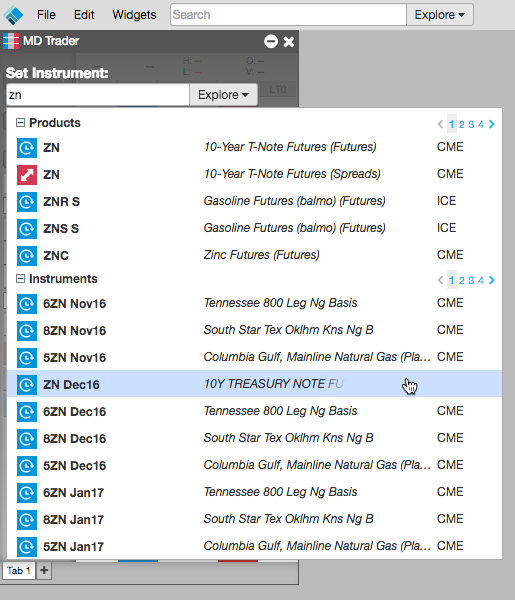 File Edit Widgets Search Explore
MD Trader
H: -- O: --
L: -- V: --
Set Instrument:
LTQ
zn Explore
Products 1 2 3 4
ZN 10-Year T-Note Futures (Futures) CME
ZN 10-Year T-Note Futures (Spreads) CME
ZNR S Gasoline Futures (balmo) (Futures) ICE
ZNS S Gasoline Futures (balmo) (Futures) ICE
ZNC Zinc Futures (Futures) CME
Instruments 1 2 3 4
6ZN Nov16 Tennessee 800 Leg Ng Basis CME
8ZN Nov16 South Star Tex Oklhm Kns Ng B CME
5ZN Nov16 Columbia Gulf, Mainline Natural Gas (Pla... CME
ZN Dec16 10Y TREASURY NOTE FU
6ZN Dec16 Tennessee 800 Leg Ng Basis CME
8ZN Dec16 South Star Tex Oklhm Kns Ng B CME
5ZN Dec16 Columbia Gulf, Mainline Natural Gas (Pla... CME
6ZN Jan17 Tennessee 800 Leg Ng Basis CME
8ZN Jan17 South Star Tex Oklhm Kns Ng B CME
5ZN Jan17 Columbia Gulf, Mainline Natural Gas (Pla... CME
Tab 1 +